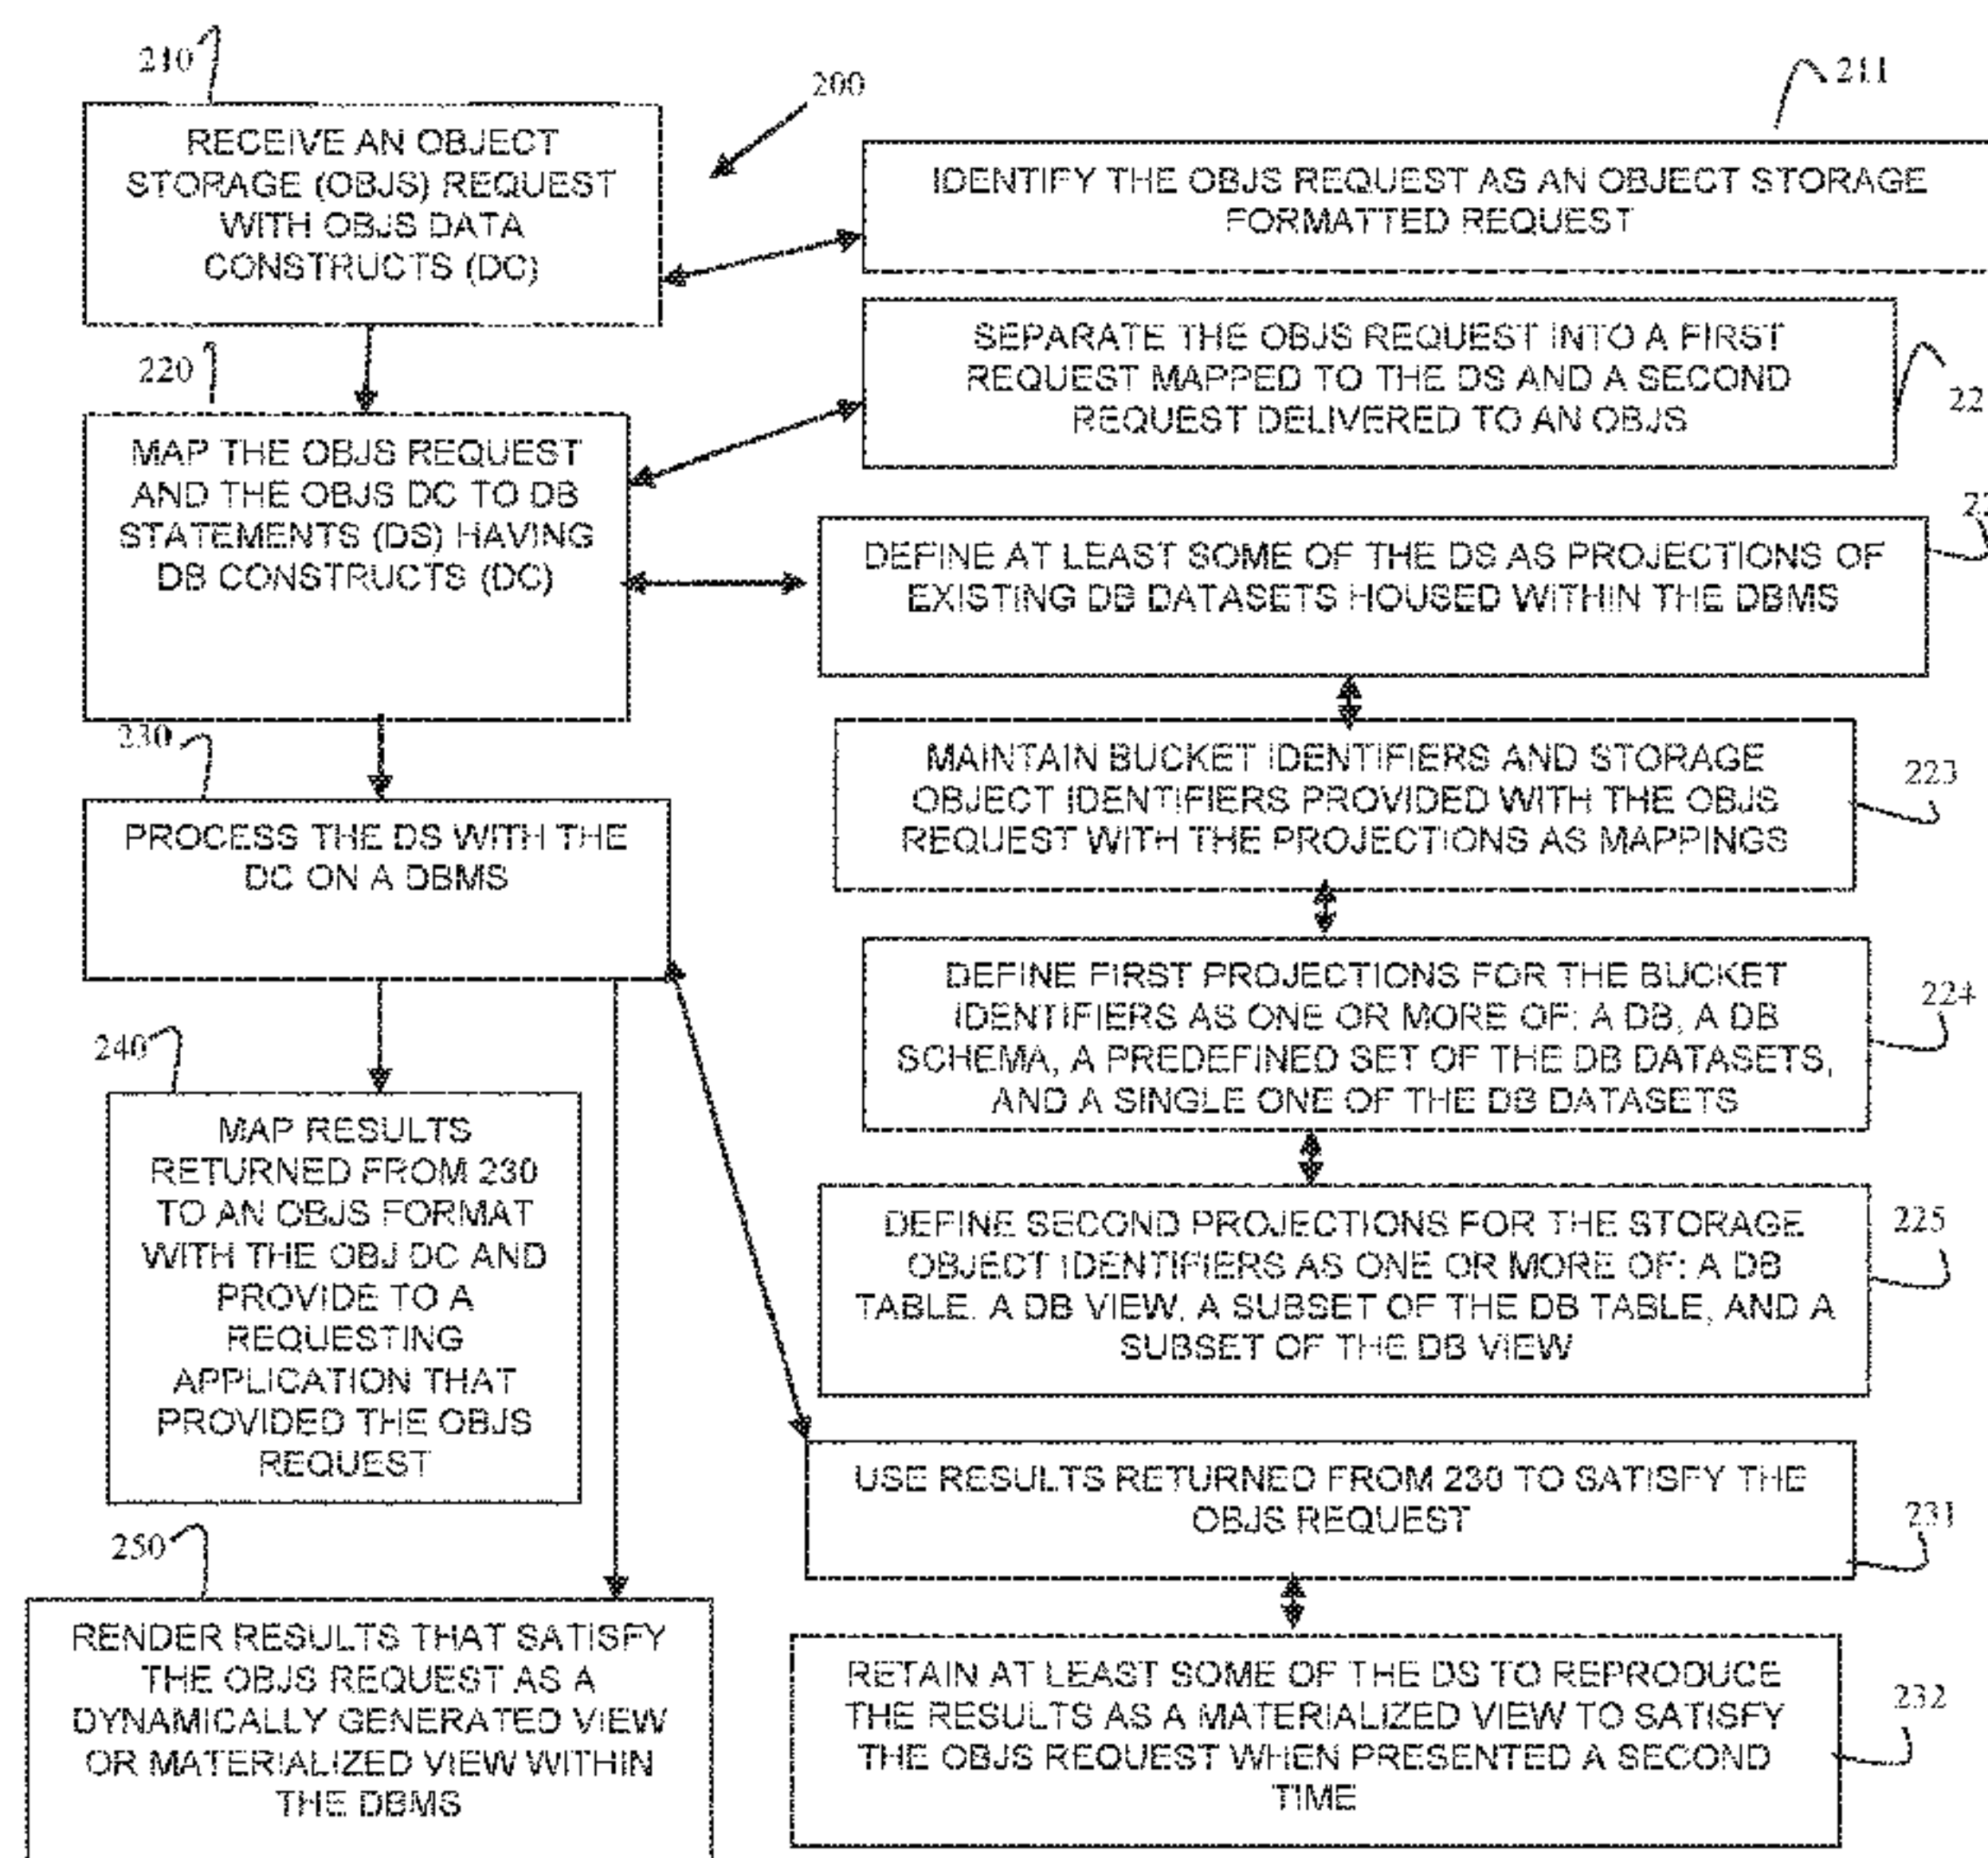 210
200
211
RECEIVE AN OBJECT
STORAGE (OBJS) REQUEST
WITH OBJS DATA
CONSTRUCTS (DC)
IDENTIFY THE OBJS REQUEST AS AN OBJECT STORAGE
FORMATTED REQUEST
SEPARATE THE OBJS REQUEST INTO A FIRST
REQUEST MAPPED TO THE DS AND A SECOND
REQUEST DELIVERED TO AN OBJS
22
220
MAP THE OBJS REQUEST
AND THE OBJS DC TO DB
STATEMENTS (DS) HAVING
DB CONSTRUCTS (DC)
DEFINE AT LEAST SOME OF THE DS AS PROJECTIONS OF
EXISTING DB DATASETS HOUSED WITHIN THE DBMS
MAINTAIN BUCKET IDENTIFIERS AND STORAGE
OBJECT IDENTIFIERS PROVIDED WITH THE OBJS
REQUEST WITH THE PROJECTIONS AS MAPPINGS
223
230
PROCESS THE DS WITH THE
DC ON A DBMS
DEFINE FIRST PROJECTIONS FOR THE BUCKET
IDENTIFIERS AS ONE OR MORE OF: A DB, A DB
SCHEMA, A PREDEFINED SET OF THE DB DATASETS,
AND A SINGLE ONE OF THE DB DATASETS
224
240
MAP RESULTS
RETURNED FROM 230
TO AN OBJS FORMAT
WITH THE OBJ DC AND
PROVIDE TO A
REQUESTING
APPLICATION THAT
PROVIDED THE OBJS
REQUEST
DEFINE SECOND PROJECTIONS FOR THE STORAGE
OBJECT IDENTIFIERS AS ONE OR MORE OF: A DB
TABLE, A DB VIEW, A SUBSET OF THE DB TABLE, AND A
SUBSET OF THE DB VIEW
225
USE RESULTS RETURNED FROM 230 TO SATISFY THE
OBJS REQUEST
231
250
RENDER RESULTS THAT SATISFY
THE OBJS REQUEST AS A
DYNAMICALLY GENERATED VIEW
OR MATERIALIZED VIEW WITHIN
THE DBMS
RETAIN AT LEAST SOME OF THE DS TO REPRODUCE
THE RESULTS AS A MATERIALIZED VIEW TO SATISFY
THE OBJS REQUEST WHEN PRESENTED A SECOND
TIME
232